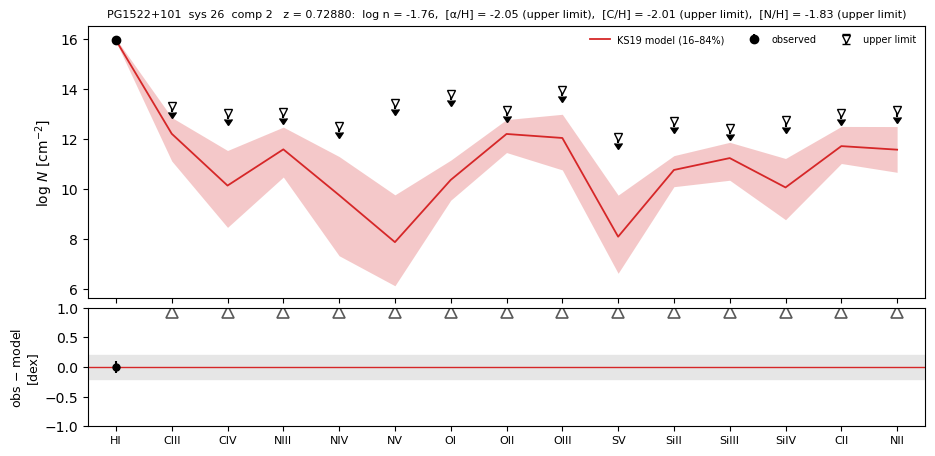 PG1522+101  sys 26  comp 2   z = 0.72880:  log n = -1.76,  [α/H] = -2.05 (upper limit),  [C/H] = -2.01 (upper limit),  [N/H] = -1.83 (upper limit)
KS19 model (16–84%)
observed
upper limit
log N [cm⁻²]
16
14
12
10
8
6
obs − model
[dex]
1.0
0.5
0.0
−0.5
−1.0
HI CIII CIV NIII NIV NV OI OII OIII SV SiII SiIII SiIV CII NII